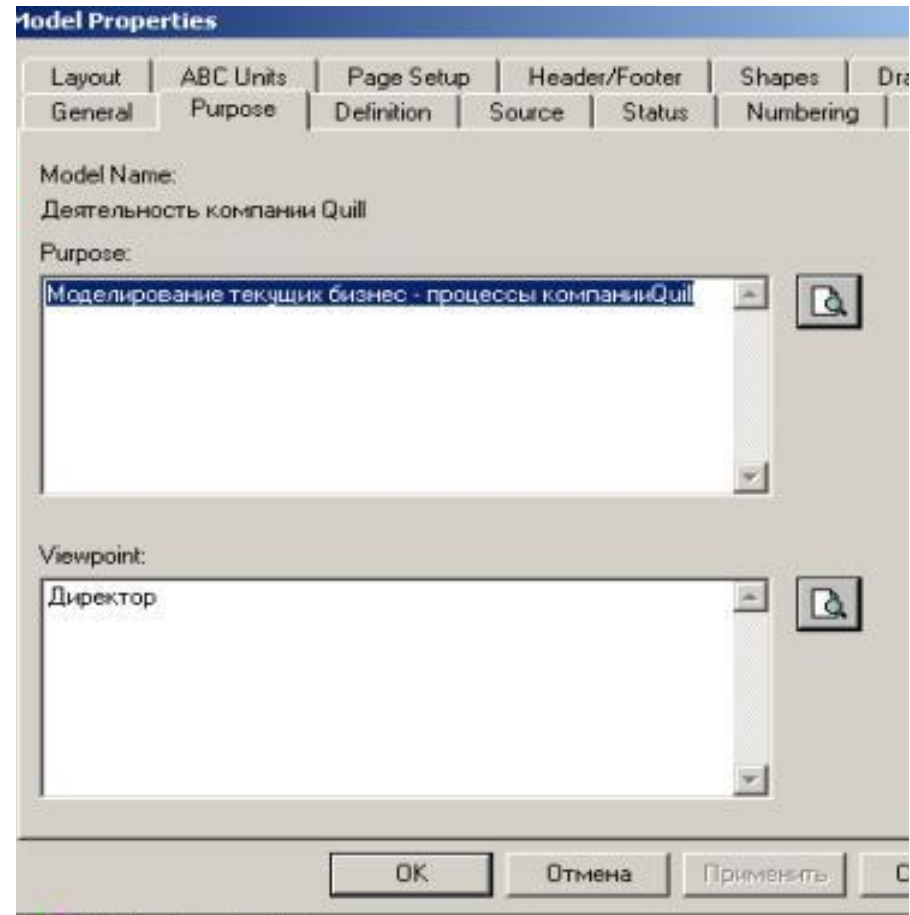 Model Properties
Layout ABC Units Page Setup Header/Footer Shapes
General Purpose Definition Source Status Numbering
Model Name:
Деятельность компании Quill
Purpose:
Моделирование текущих бизнес - процессы компанииQuil
Viewpoint:
Директор
OK Отмена Применить